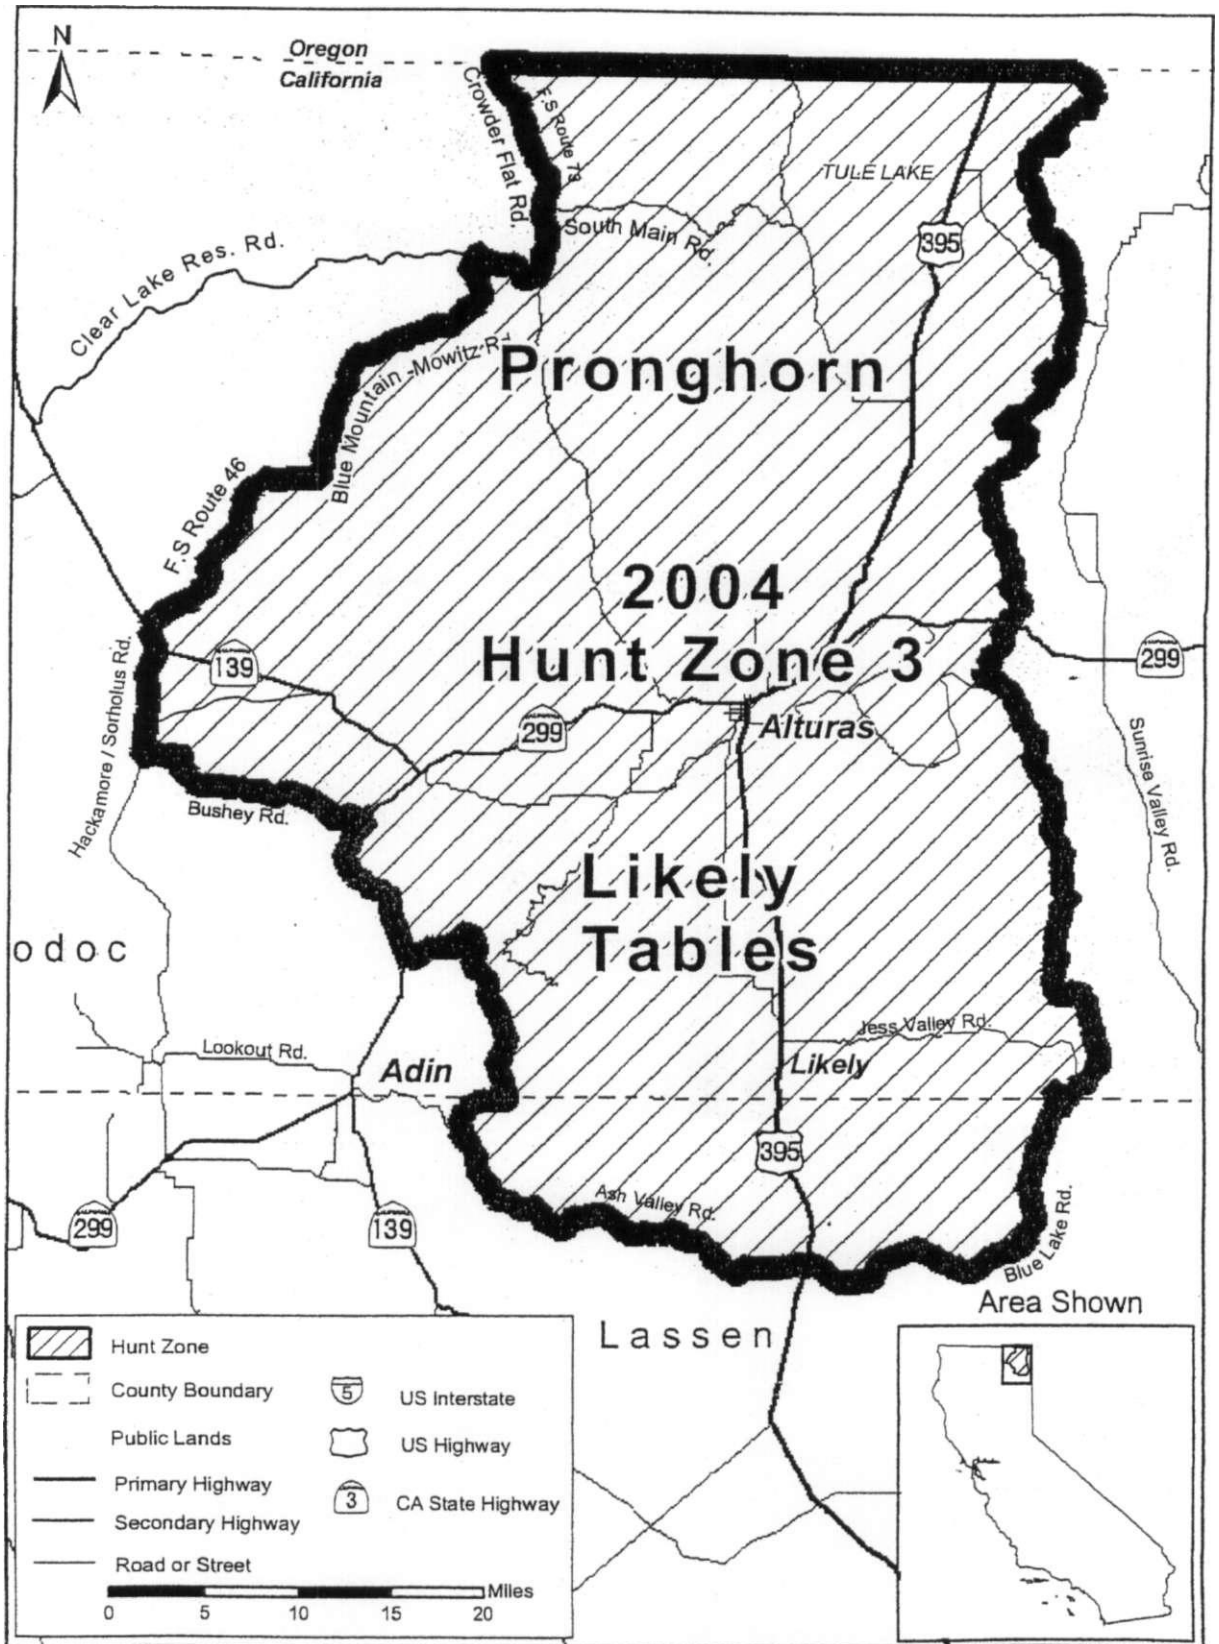 N
Oregon
California
Crowder Flat Rd.
F.S Route 73
TULE LAKE
South Main Rd.
395
Clear Lake Res. Rd.
Blue Mountain -Mowitz Rd
Pronghorn
F.S Route 46
2004
Hunt Zone 3
139
299
299
Alturas
Hackamore / Sorholus Rd.
Sunrise Valley Rd.
Bushey Rd.
Likely
Tables
odoc
Jess Valley Rd.
Lookout Rd.
Adin
Likely
395
Ash Valley Rd.
299
139
Blue Lake Rd.
Area Shown
Lassen
Hunt Zone
County Boundary
5 US Interstate
Public Lands
US Highway
Primary Highway
3 CA State Highway
Secondary Highway
Road or Street
Miles
0 5 10 15 20